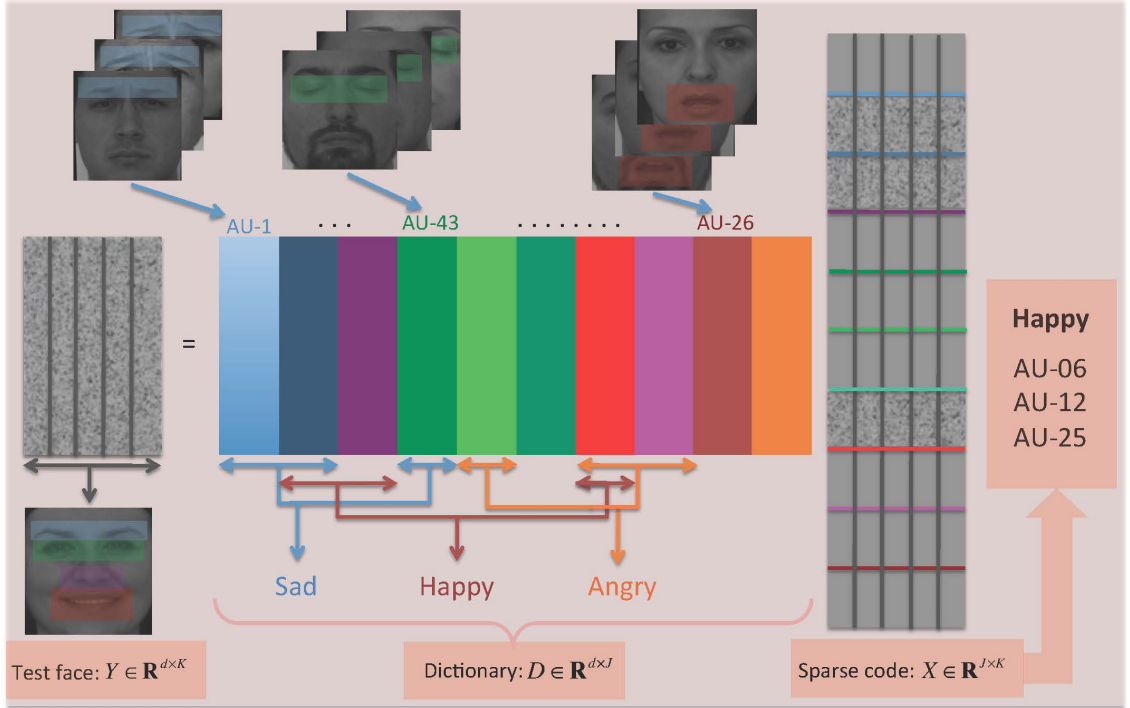 AU-1
. . .
AU-43
. . . . . . . .
AU-26
=
Happy
AU-06
AU-12
AU-25
Sad
Happy
Angry
Test face: Y ∈ R^{d×K}
Dictionary: D ∈ R^{d×J}
Sparse code: X ∈ R^{J×K}